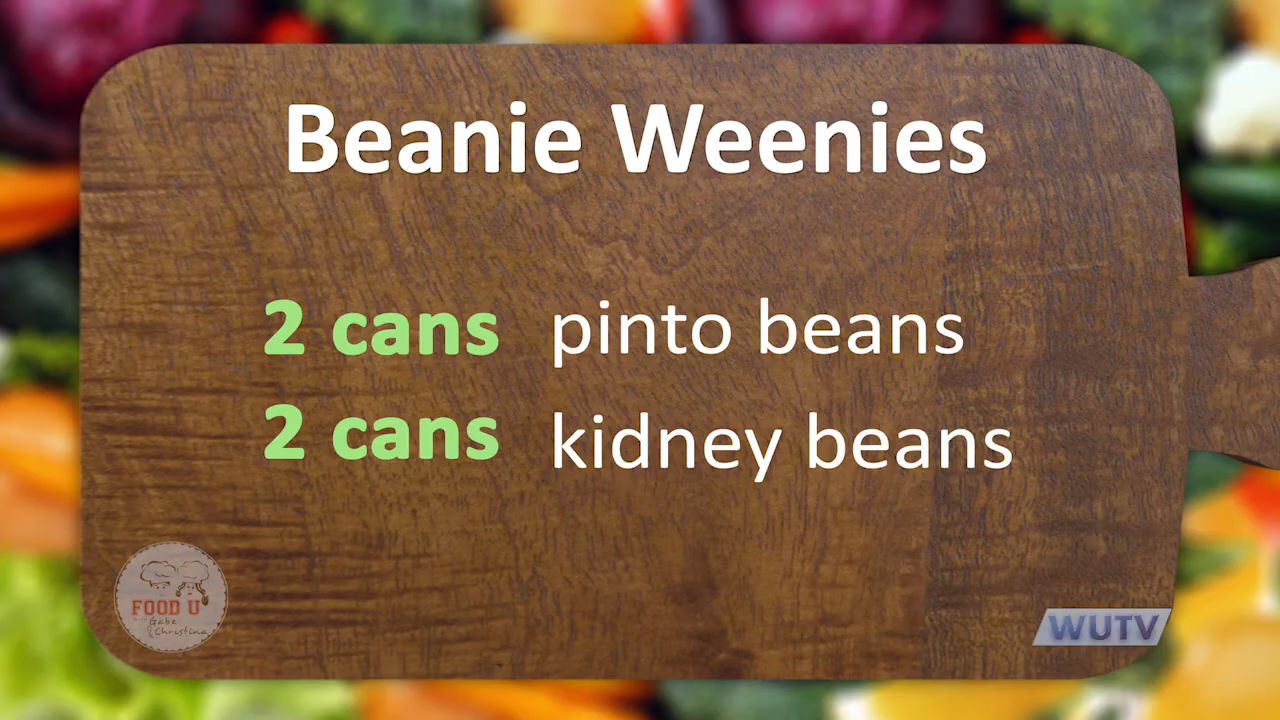 Beanie Weenies
2 cans pinto beans
2 cans kidney beans
FOOD U
Gabe
& Christina
WUTV